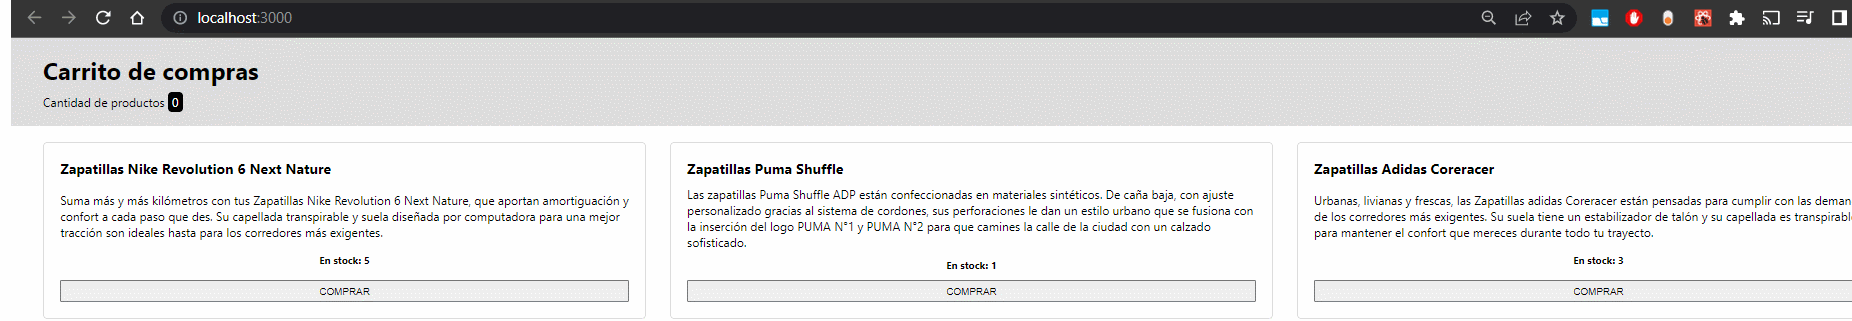 localhost:3000
Carrito de compras
Cantidad de productos 0
Zapatillas Nike Revolution 6 Next Nature
Suma más y más kilómetros con tus Zapatillas Nike Revolution 6 Next Nature, que aportan amortiguación y
confort a cada paso que des. Su capellada transpirable y suela diseñada por computadora para una mejor
tracción son ideales hasta para los corredores más exigentes.
En stock: 5
COMPRAR
Zapatillas Puma Shuffle
Las zapatillas Puma Shuffle ADP están confeccionadas en materiales sintéticos. De caña baja, con ajuste
personalizado gracias al sistema de cordones, sus perforaciones le dan un estilo urbano que se fusiona con
la inserción del logo PUMA N°1 y PUMA N°2 para que camines la calle de la ciudad con un calzado
sofisticado.
En stock: 1
COMPRAR
Zapatillas Adidas Coreracer
Urbanas, livianas y frescas, las Zapatillas adidas Coreracer están pensadas para cumplir con las deman
de los corredores más exigentes. Su suela tiene un estabilizador de talón y su capellada es transpirabl
para mantener el confort que mereces durante todo tu trayecto.
En stock: 3
COMPRAR